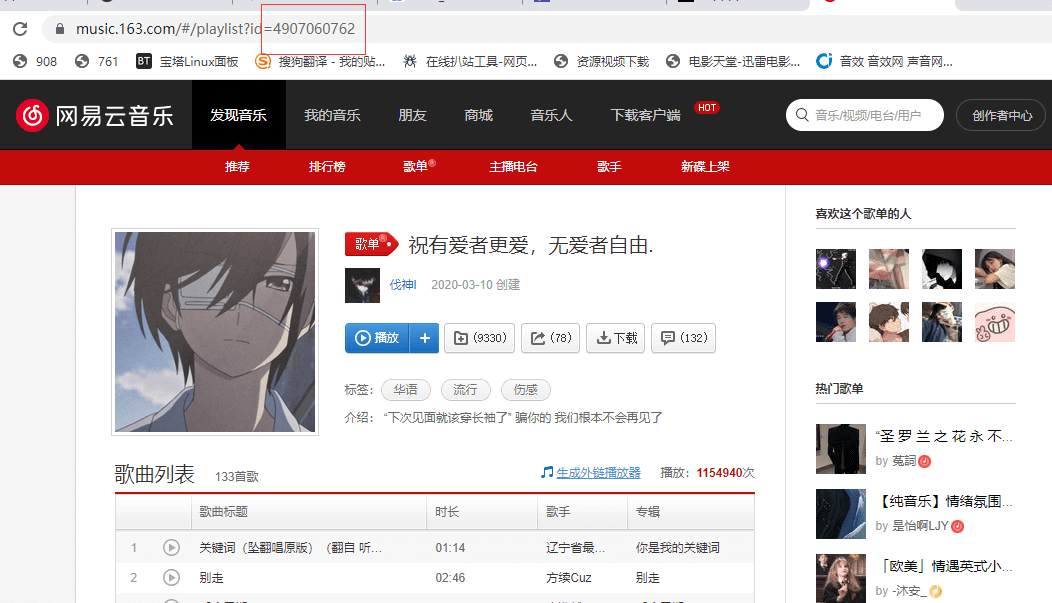 music.163.com/#/playlist?id=4907060762
908 761 BT 宝塔Linux面板 S 搜狗翻译 - 我的贴... 在线扒站工具-网页... 资源视频下载 电影天堂-迅雷电影... 音效 音效网 声音网...
网易云音乐 发现音乐 我的音乐 朋友 商城 音乐人 下载客户端 HOT 音乐/视频/电台/用户 创作者中心
推荐 排行榜 歌单® 主播电台 歌手 新碟上架
歌单® 祝有爱者更爱，无爱者自由.
伐神I 2020-03-10 创建
播放 + (9330) (78) 下载 (132)
标签： 华语 流行 伤感
介绍： “下次见面就该穿长袖了” 骗你的 我们根本不会再见了
歌曲列表 133首歌 生成外链播放器 播放：1154940次
歌曲标题 时长 歌手 专辑
1 关键词（坠翻唱原版）（翻自 听... 01:14 辽宁省最... 你是我的关键词
2 别走 02:46 方续Cuz 别走
喜欢这个歌单的人
热门歌单
“圣 罗 兰 之 花 永 不...
by 蒍詞
【纯音乐】情绪氛围...
by 是怡啊LJY
「欧美」情遇英式小...
by -沐安_